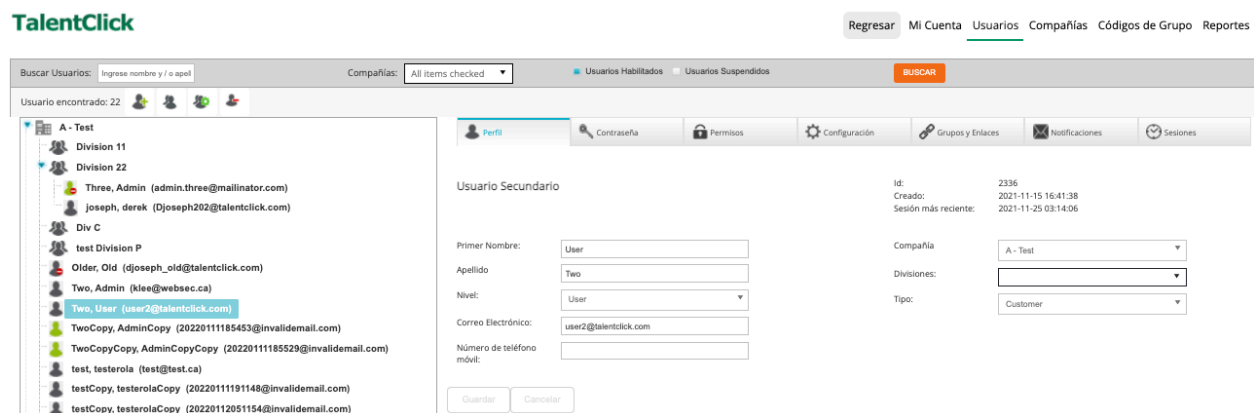 TalentClick
Regresar Mi Cuenta Usuarios Compañías Códigos de Grupo Reportes
Buscar Usuarios: Ingrese nombre y / o apell Compañías: All items checked Usuarios Habilitados Usuarios Suspendidos BUSCAR
Usuario encontrado: 22
A - Test
Division 11
Division 22
Three, Admin (admin.three@mailinator.com)
joseph, derek (Djoseph202@talentclick.com)
Div C
test Division P
Older, Old (djoseph_old@talentclick.com)
Two, Admin (klee@websec.ca)
Two, User (user2@talentclick.com)
TwoCopy, AdminCopy (20220111185453@invalidemail.com)
TwoCopyCopy, AdminCopyCopy (20220111185529@invalidemail.com)
test, testerola (test@test.ca)
testCopy, testerolaCopy (20220111191148@invalidemail.com)
testCopy, testerolaCopy (20220112051154@invalidemail.com)
Perfil Contraseña Permisos Configuración Grupos y Enlaces Notificaciones Sesiones
Usuario Secundario
Id: 2336
Creado: 2021-11-15 16:41:38
Sesión más reciente: 2021-11-25 03:14:06
Primer Nombre: User
Apellido Two
Nivel: User
Correo Electrónico: user2@talentclick.com
Número de teléfono
móvil:
Compañía A - Test
Divisiones:
Tipo: Customer
Guardar Cancelar